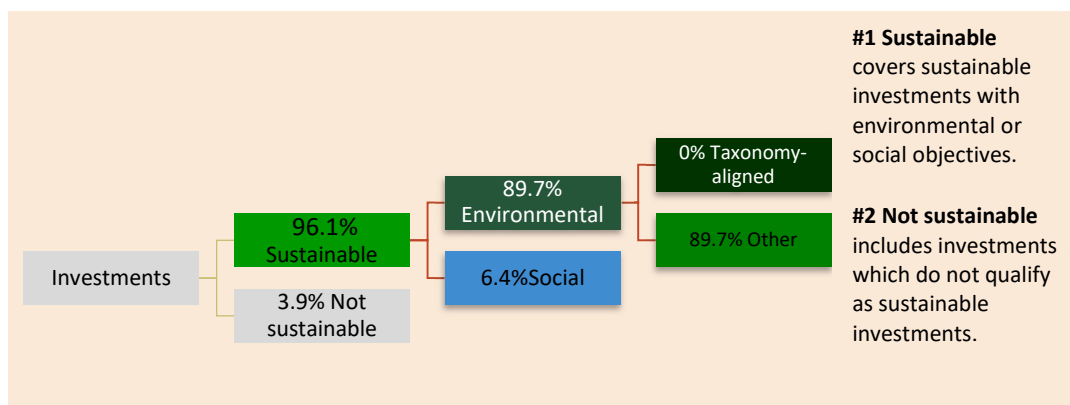 Investments
96.1%
Sustainable
3.9% Not
sustainable
89.7%
Environmental
6.4%Social
0% Taxonomy-
aligned
89.7% Other
#1 Sustainable
covers sustainable
investments with
environmental or
social objectives.
#2 Not sustainable
includes investments
which do not qualify
as sustainable
investments.